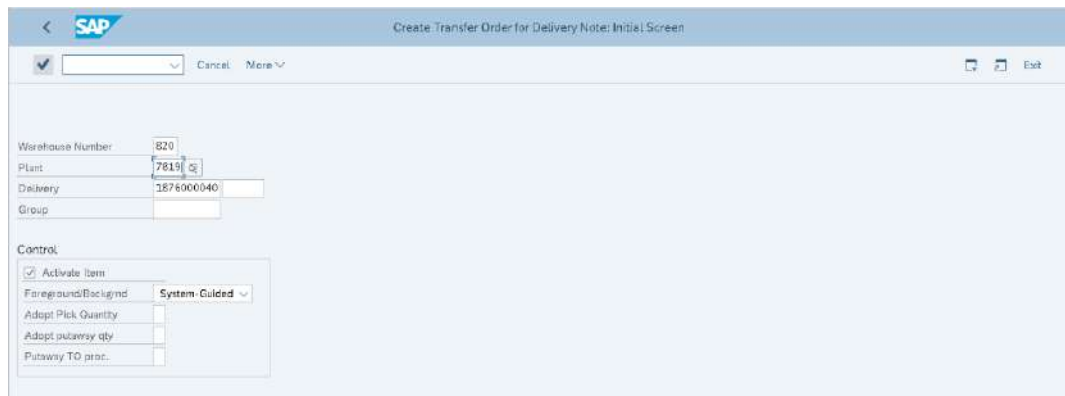 SAP Create Transfer Order for Delivery Note: Initial Screen
Cancel More Exit
Warehouse Number 820
Plant 7819
Delivery 1876000040
Group
Control
Activate Item
Foreground/Backgrnd System-Guided
Adopt Pick Quantity
Adopt putaway qty
Putaway TO proc.